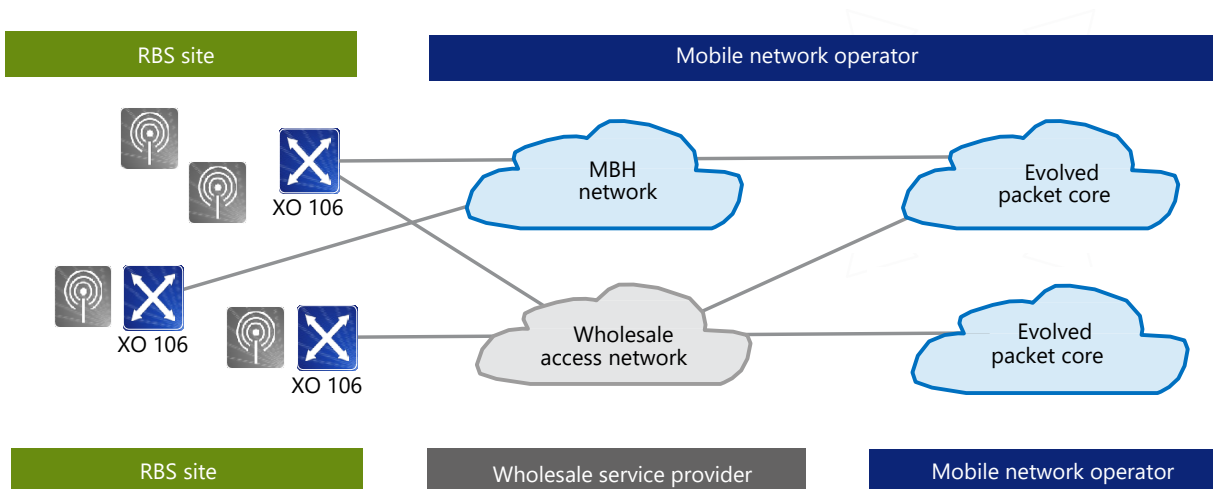 RBS site
Mobile network operator
XO 106
MBH
network
Evolved
packet core
XO 106
XO 106
Wholesale
access network
Evolved
packet core
RBS site
Wholesale service provider
Mobile network operator